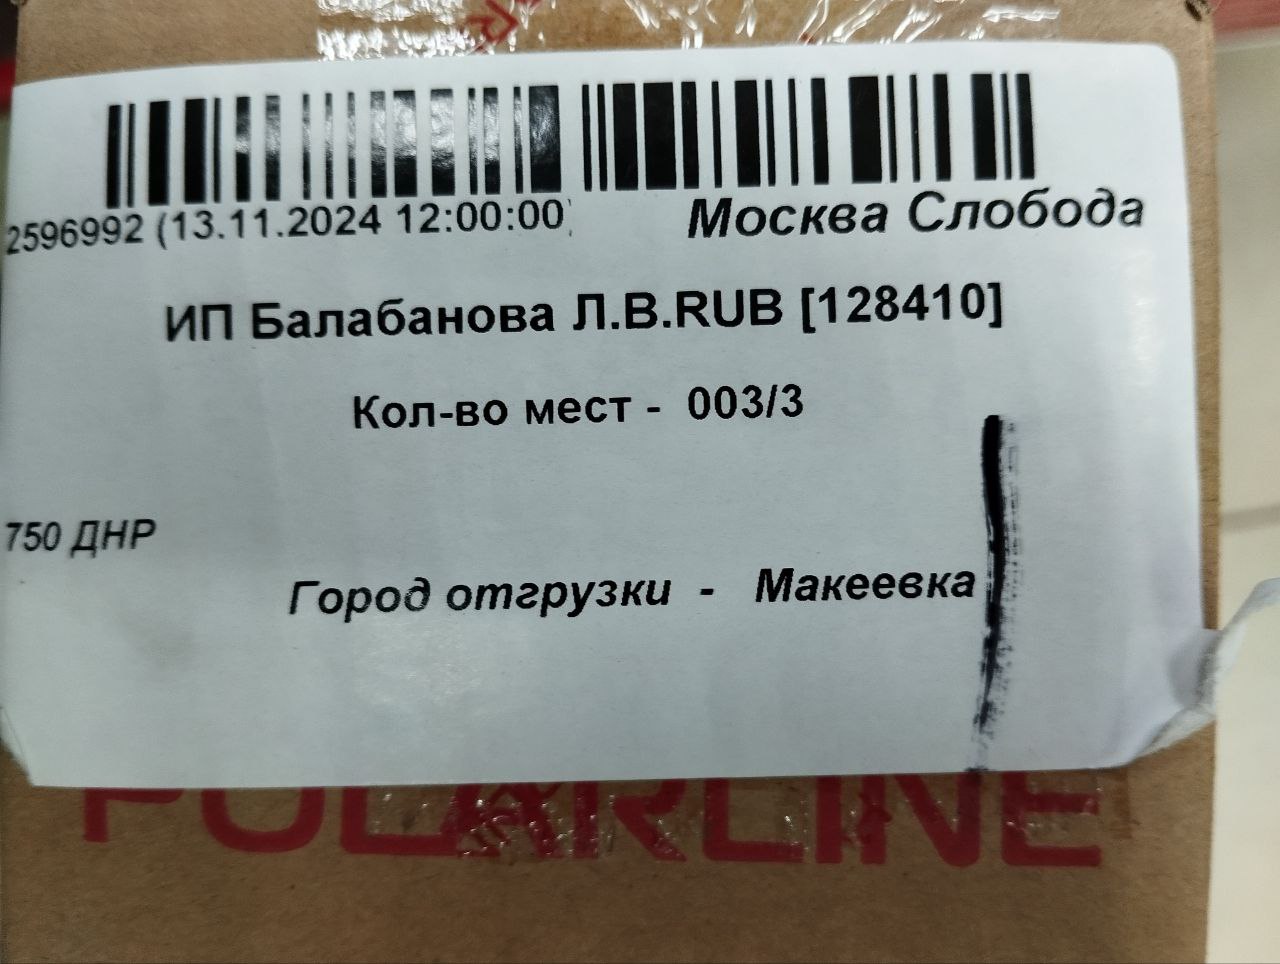 2596992 (13.11.2024 12:00:00)
Москва Слобода
ИП Балабанова Л.В.RUB [128410]
Кол-во мест - 003/3
750 ДНР
Город отгрузки - Макеевка
POLARLINE